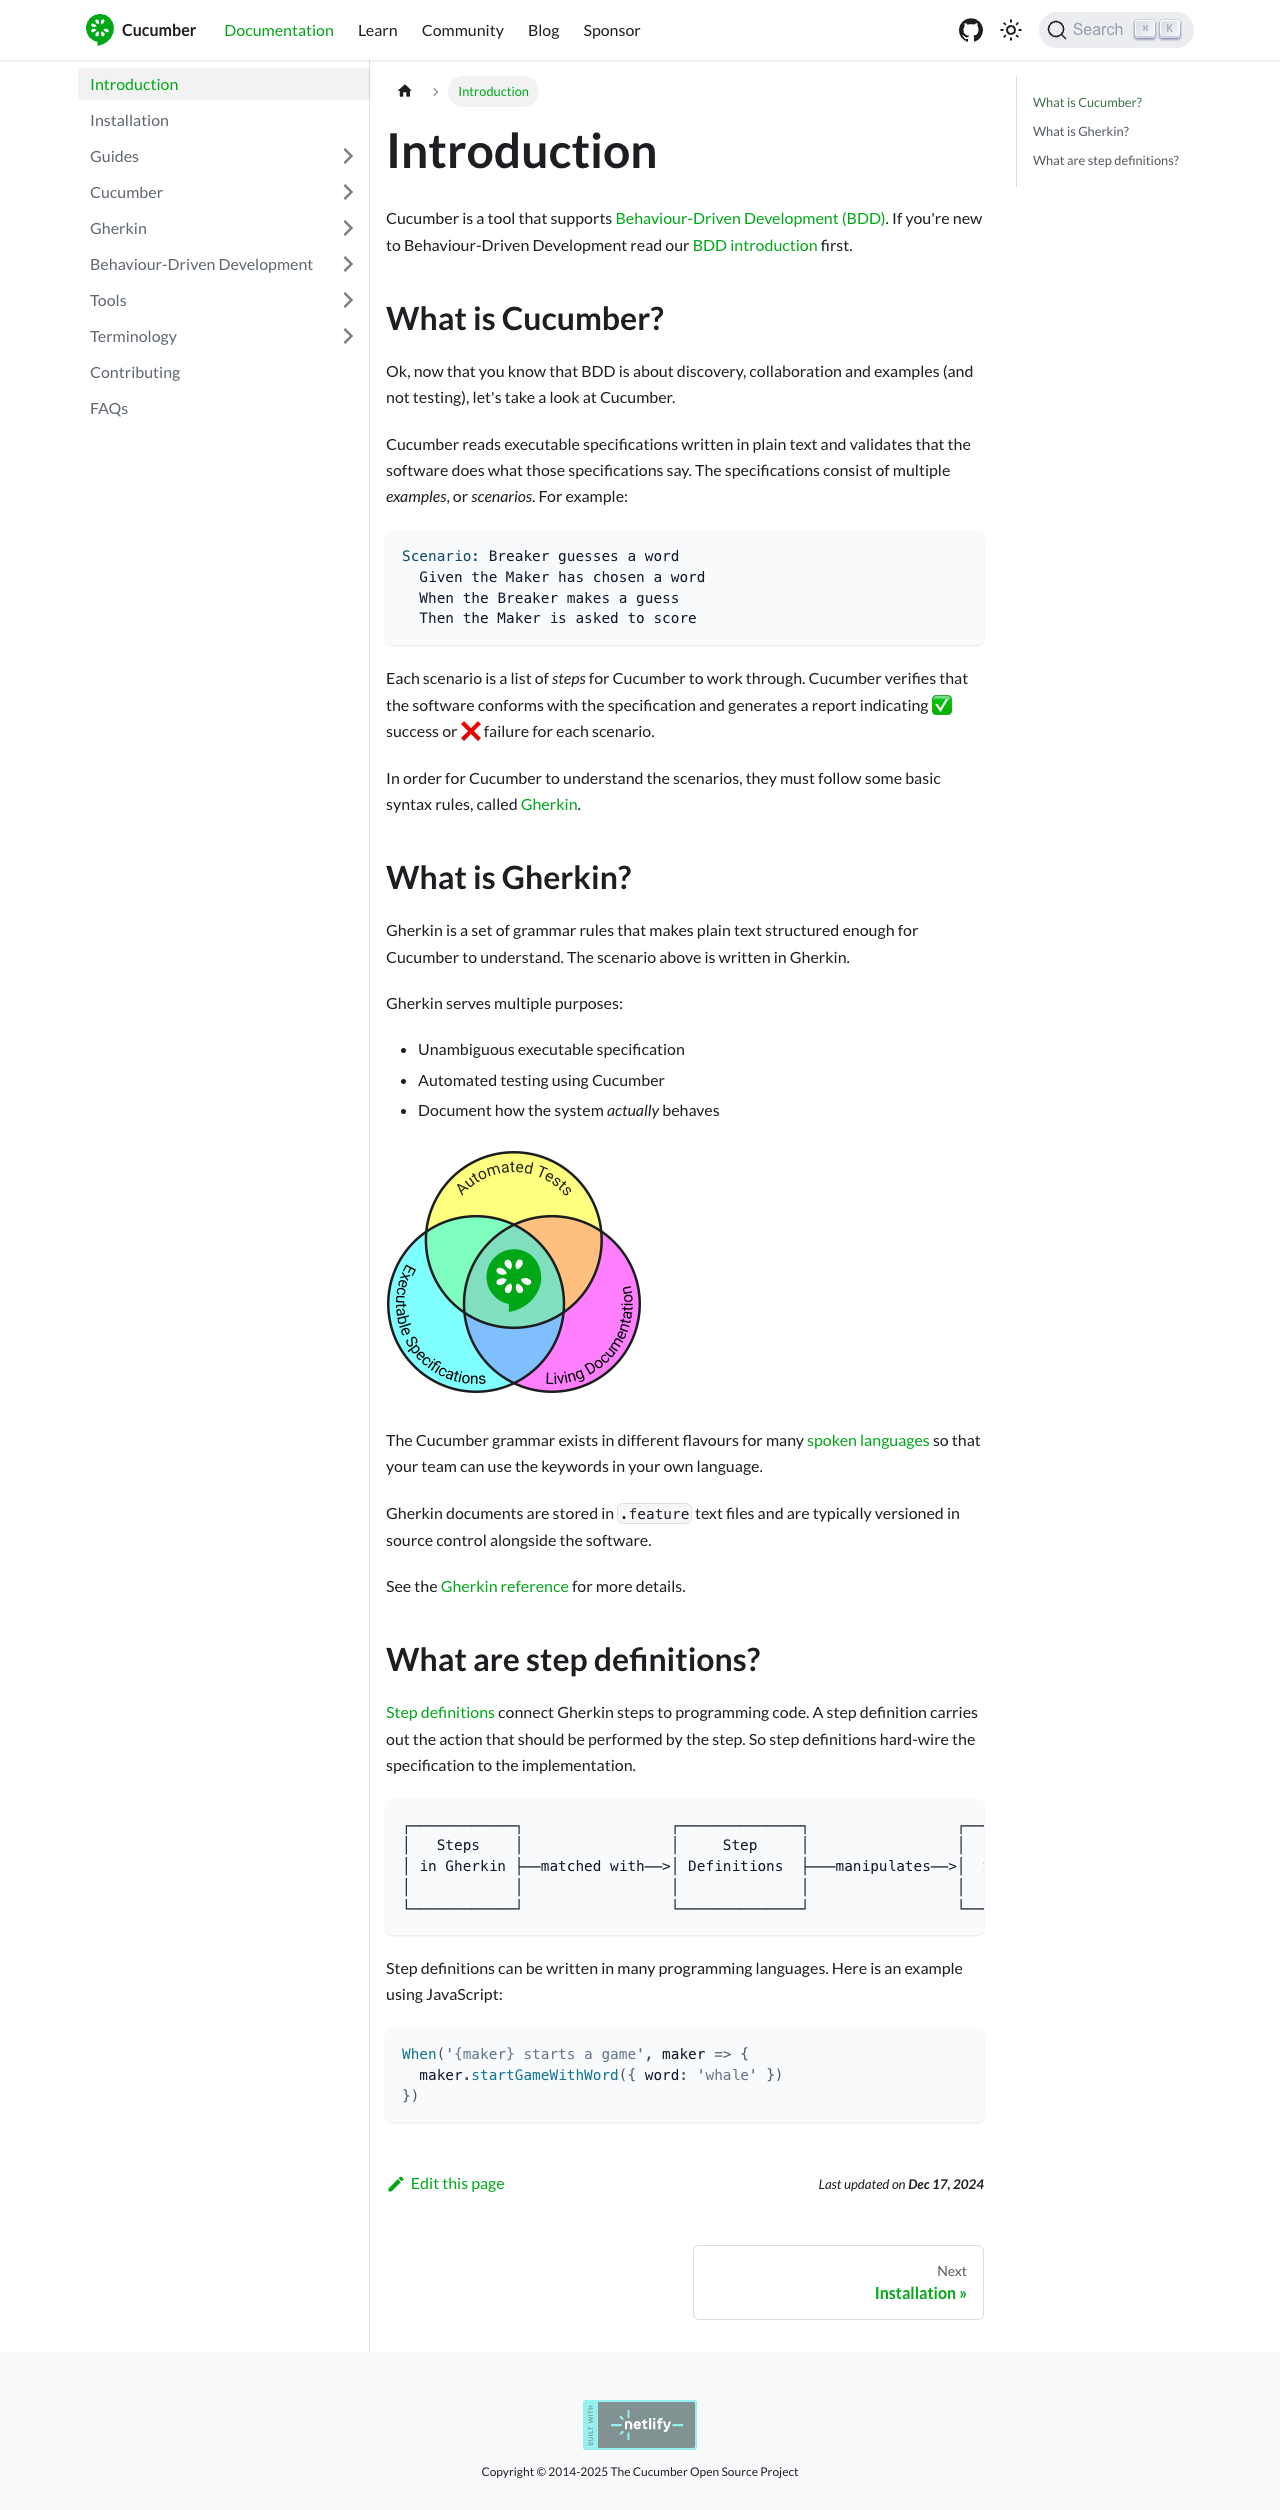 Cucumber Documentation Learn Community Blog Sponsor Search ⌘ K
Introduction
Installation
Guides
Cucumber
Gherkin
Behaviour-Driven Development
Tools
Terminology
Contributing
FAQs
Introduction
Introduction
Cucumber is a tool that supports Behaviour-Driven Development (BDD). If you're new
to Behaviour-Driven Development read our BDD introduction first.
What is Cucumber?
Ok, now that you know that BDD is about discovery, collaboration and examples (and
not testing), let's take a look at Cucumber.
Cucumber reads executable specifications written in plain text and validates that the
software does what those specifications say. The specifications consist of multiple
examples, or scenarios. For example:
Scenario: Breaker guesses a word
  Given the Maker has chosen a word
  When the Breaker makes a guess
  Then the Maker is asked to score
Each scenario is a list of steps for Cucumber to work through. Cucumber verifies that
the software conforms with the specification and generates a report indicating ✅
success or ❌ failure for each scenario.
In order for Cucumber to understand the scenarios, they must follow some basic
syntax rules, called Gherkin.
What is Gherkin?
Gherkin is a set of grammar rules that makes plain text structured enough for
Cucumber to understand. The scenario above is written in Gherkin.
Gherkin serves multiple purposes:
• Unambiguous executable specification
• Automated testing using Cucumber
• Document how the system actually behaves
Automated Tests
Executable Specifications
Living Documentation
The Cucumber grammar exists in different flavours for many spoken languages so that
your team can use the keywords in your own language.
Gherkin documents are stored in .feature text files and are typically versioned in
source control alongside the software.
See the Gherkin reference for more details.
What are step definitions?
Step definitions connect Gherkin steps to programming code. A step definition carries
out the action that should be performed by the step. So step definitions hard-wire the
specification to the implementation.
Steps Step
in Gherkin ├──matched with──>│ Definitions ├───manipulates──>│
Step definitions can be written in many programming languages. Here is an example
using JavaScript:
When('{maker} starts a game', maker => {
  maker.startGameWithWord({ word: 'whale' })
})
Edit this page
Last updated on Dec 17, 2024
Next
Installation »
What is Cucumber?
What is Gherkin?
What are step definitions?
BUILT WITH
netlify
Copyright © 2014-2025 The Cucumber Open Source Project